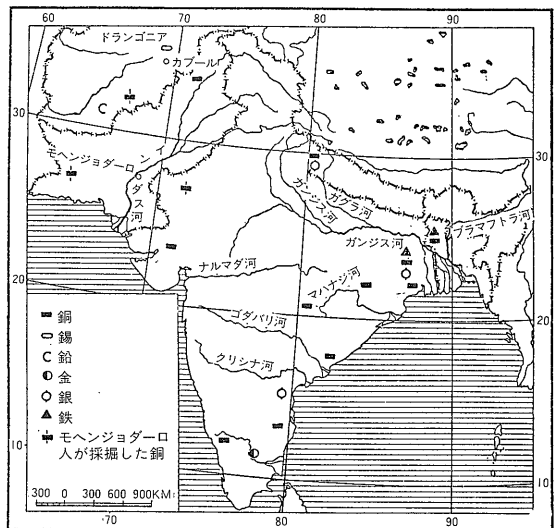 60
70
80
90
ドランゴニア
カブール
30
30
モヘンジョダーロ
インダス河
ガンジス河
ガグラ河
ブラマフトラ河
ガンジス河
ナルマダ河
マハナジ河
20
20
ゴダバリ河
クリシナ河
銅
錫
鉛
金
銀
鉄
モヘンジョダーロ
人が採掘した銅
10
10
300 0 300 600 900KM
70
80
90